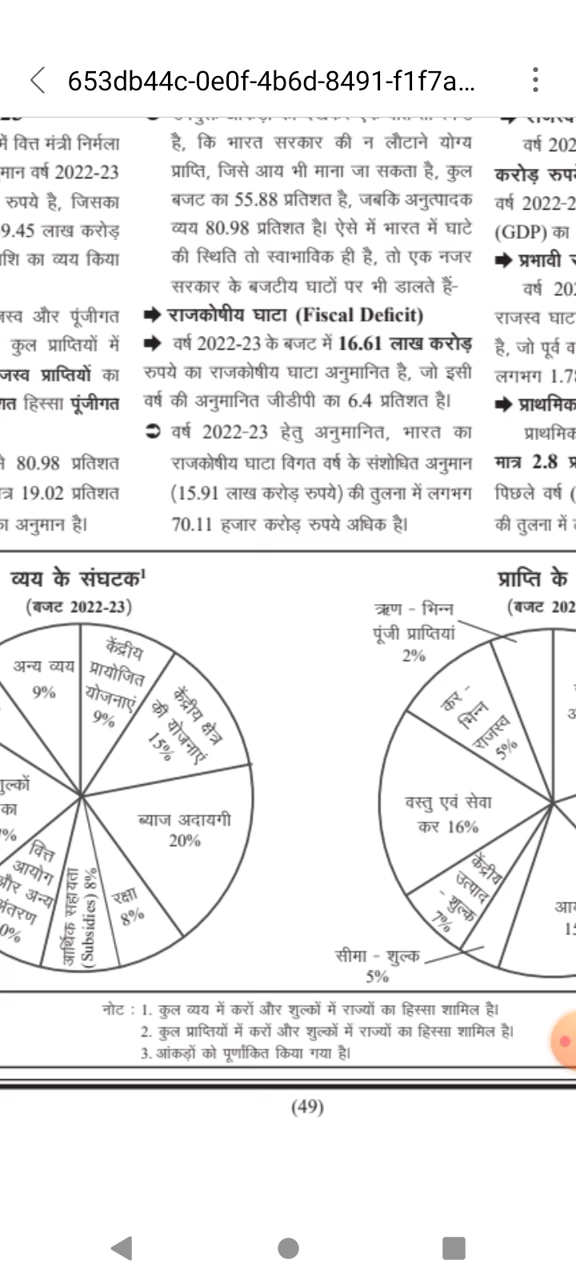 653db44c-0e0f-4b6d-8491-f1f7a...
में वित्त मंत्री निर्मला
मान वर्ष 2022-23
रुपये है, जिसका
9.45 लाख करोड़
शि का व्यय किया
जस्व और पूंजीगत
कुल प्राप्तियों में
जस्व प्राप्तियों का
शत हिस्सा पूंजीगत
से 80.98 प्रतिशत
त्र 19.02 प्रतिशत
का अनुमान है।
है, कि भारत सरकार की न लौटाने योग्य
प्राप्ति, जिसे आय भी माना जा सकता है, कुल
बजट का 55.88 प्रतिशत है, जबकि अनुत्पादक
व्यय 80.98 प्रतिशत है। ऐसे में भारत में घाटे
की स्थिति तो स्वाभाविक ही है, तो एक नजर
सरकार के बजटीय घाटों पर भी डालते हैं-
➡ राजकोषीय घाटा (Fiscal Deficit)
➡ वर्ष 2022-23 के बजट में 16.61 लाख करोड़
रुपये का राजकोषीय घाटा अनुमानित है, जो इसी
वर्ष की अनुमानित जीडीपी का 6.4 प्रतिशत है।
➲ वर्ष 2022-23 हेतु अनुमानित, भारत का
राजकोषीय घाटा विगत वर्ष के संशोधित अनुमान
(15.91 लाख करोड़ रुपये) की तुलना में लगभग
70.11 हजार करोड़ रुपये अधिक है।
वर्ष 202
करोड़ रुपये
वर्ष 2022-2
(GDP) का
➡ प्रभावी
वर्ष 202
राजस्व घाट
है, जो पूर्व व
लगभग 1.78
➡ प्राथमिक
प्राथमिक
मात्र 2.8 प्र
पिछले वर्ष (
की तुलना में
व्यय के संघटक¹
(बजट 2022-23)
अन्य व्यय
9%
केंद्रीय
प्रायोजित
योजनाएं
9%
केंद्रीय क्षेत्र
की योजनाएं
15%
ब्याज अदायगी
20%
रक्षा
8%
आर्थिक सहायता
(Subsidies) 8%
वित्त
आयोग
और अन्य
अंतरण
0%
शुल्कों
का
%
प्राप्ति के
(बजट 202
ऋण - भिन्न
पूंजी प्राप्तियां
2%
कर -
भिन्न
राजस्व
5%
वस्तु एवं सेवा
कर 16%
केंद्रीय
उत्पाद
- शुल्क
7%
सीमा - शुल्क
5%
आय
15
नोट : 1. कुल व्यय में करों और शुल्कों में राज्यों का हिस्सा शामिल है।
2. कुल प्राप्तियों में करों और शुल्कों में राज्यों का हिस्सा शामिल है।
3. आंकड़ों को पूर्णांकित किया गया है।
(49)